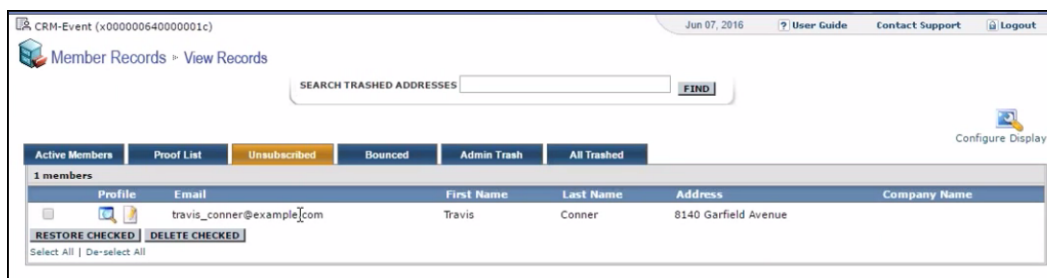 CRM-Event (x000000640000001c)
Jun 07, 2016 ? User Guide Contact Support Logout
Member Records » View Records
SEARCH TRASHED ADDRESSES FIND
Configure Display
Active Members Proof List Unsubscribed Bounced Admin Trash All Trashed
1 members
Profile Email First Name Last Name Address Company Name
travis_conner@example.com Travis Conner 8140 Garfield Avenue
RESTORE CHECKED DELETE CHECKED
Select All | De-select All